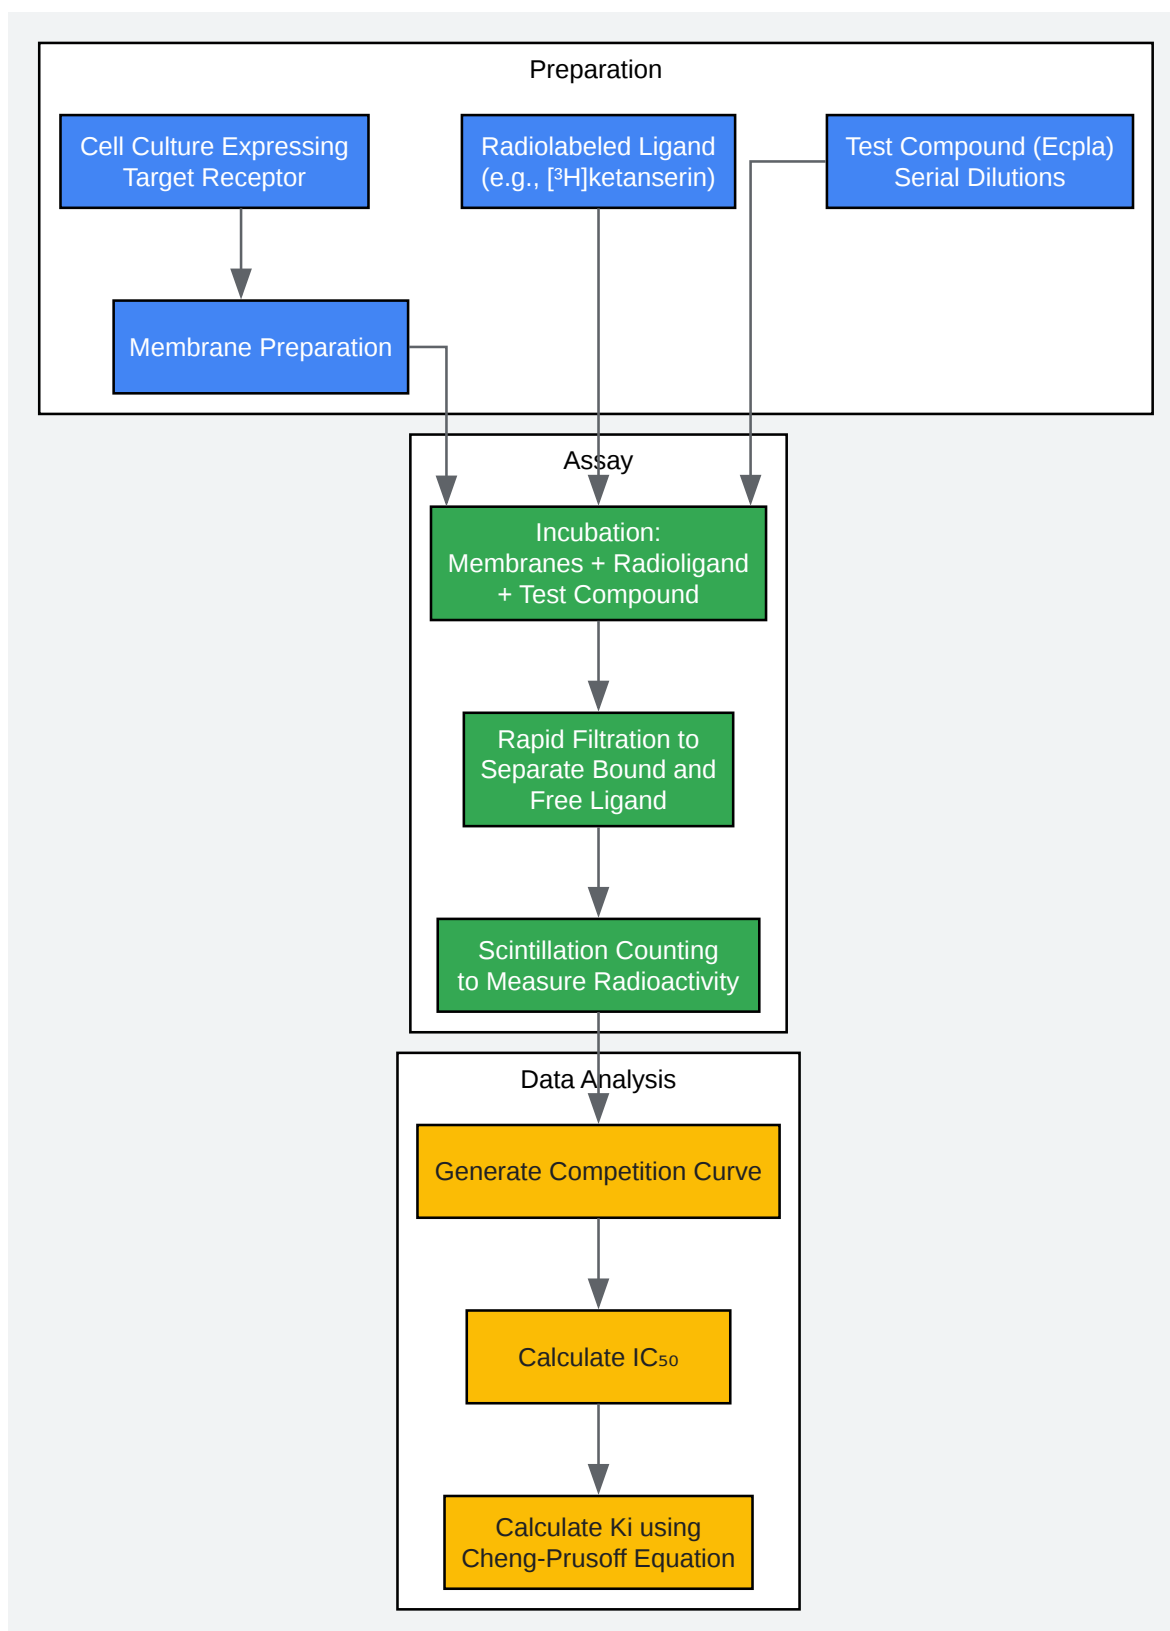 Preparation
Cell Culture Expressing
Target Receptor
Radiolabeled Ligand
(e.g., [³H]ketanserin)
Test Compound (Ecpla)
Serial Dilutions
Membrane Preparation
Assay
Incubation:
Membranes + Radioligand
+ Test Compound
Rapid Filtration to
Separate Bound and
Free Ligand
Scintillation Counting
to Measure Radioactivity
Data Analysis
Generate Competition Curve
Calculate IC₅₀
Calculate Ki using
Cheng-Prusoff Equation